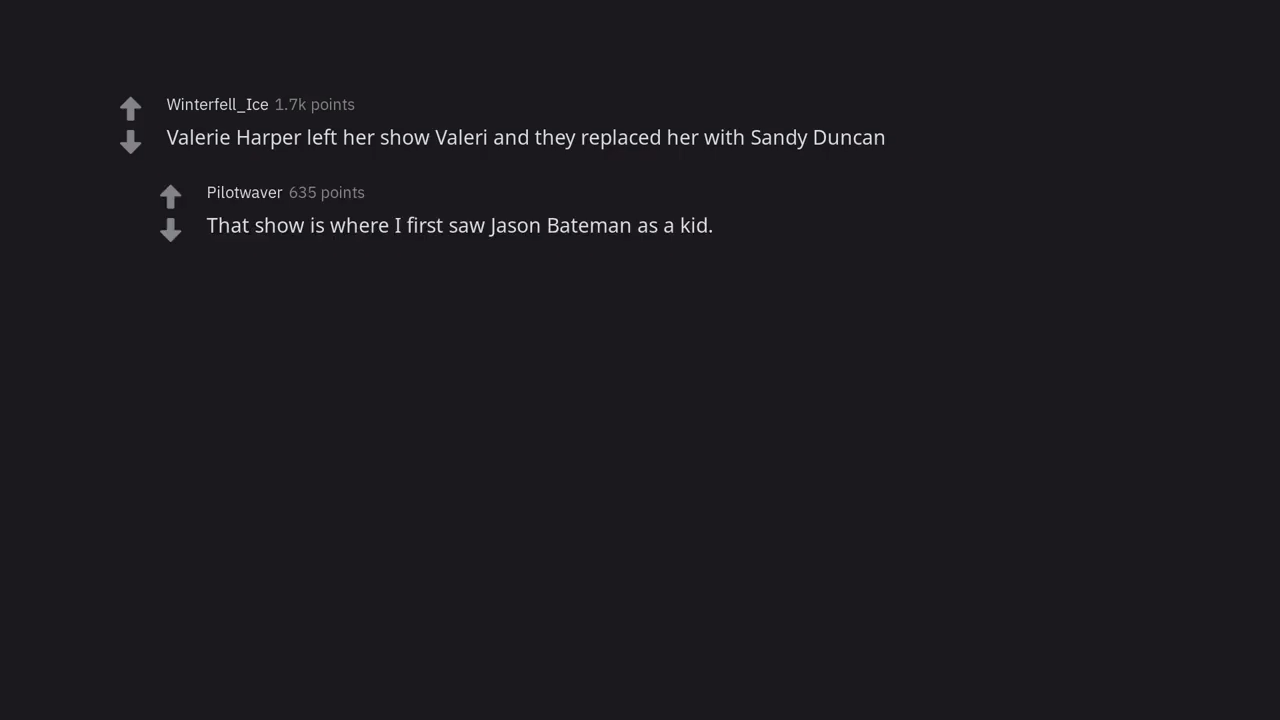 Winterfell_Ice 1.7k points
Valerie Harper left her show Valeri and they replaced her with Sandy Duncan
Pilotwaver 635 points
That show is where I first saw Jason Bateman as a kid.